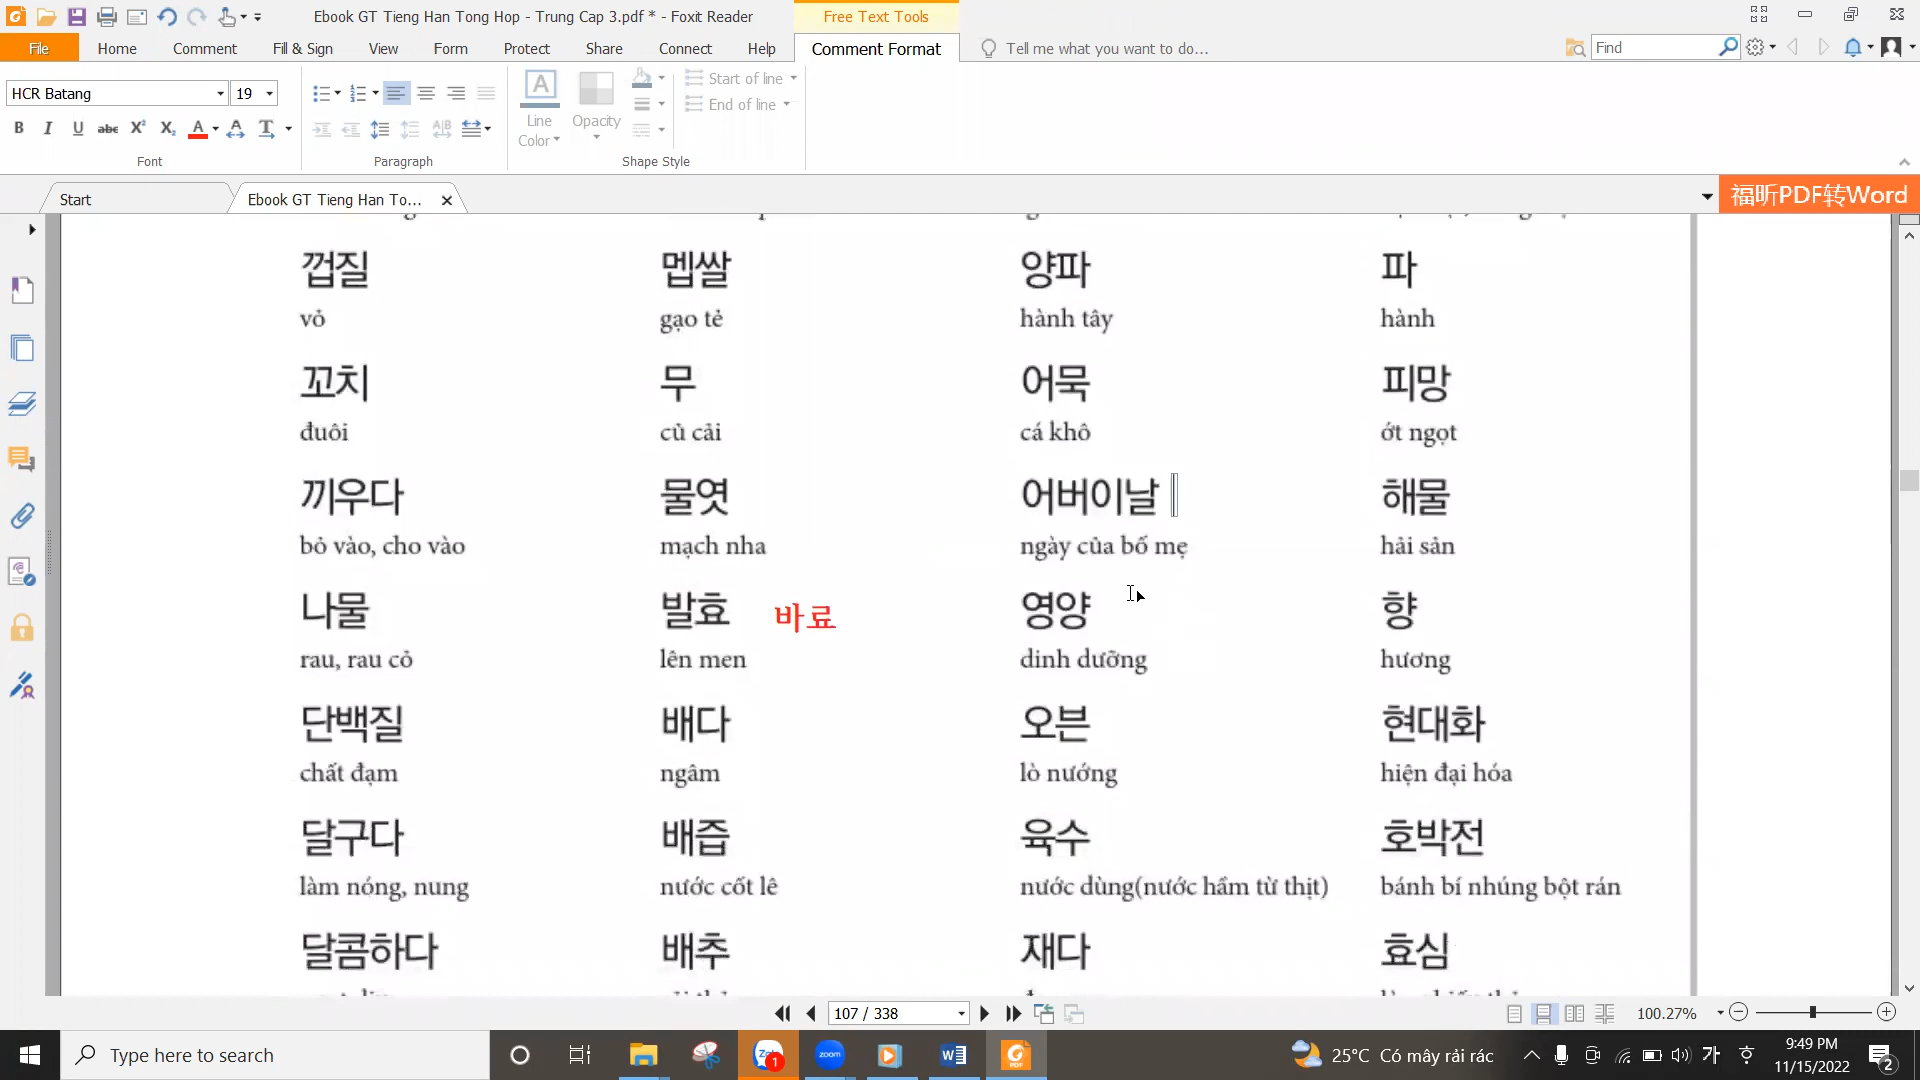 Ebook GT Tieng Han Tong Hop - Trung Cap 3.pdf * - Foxit Reader
Free Text Tools
File Home Comment Fill & Sign View Form Protect Share Connect Help Comment Format Tell me what you want to do... Find
HCR Batang 19
Start of line
End of line
Line Color
Opacity
Font Paragraph Shape Style
Start Ebook GT Tieng Han To... 福昕PDF转Word
껍질 멥쌀 양파 파
vỏ gạo tẻ hành tây hành
꼬치 무 어묵 피망
đuôi củ cải cá khô ớt ngọt
끼우다 물엿 어버이날 해물
bỏ vào, cho vào mạch nha ngày của bố mẹ hải sản
나물 발효 바료 영양 향
rau, rau cỏ lên men dinh dưỡng hương
단백질 배다 오븐 현대화
chất đạm ngâm lò nướng hiện đại hóa
달구다 배즙 육수 호박전
làm nóng, nung nước cốt lê nước dùng(nước hầm từ thịt) bánh bí nhúng bột rán
달콤하다 배추 재다 효심
107 / 338 100.27%
Type here to search
zoom
1
25°C Có mây rải rác
가
9:49 PM
11/15/2022
2